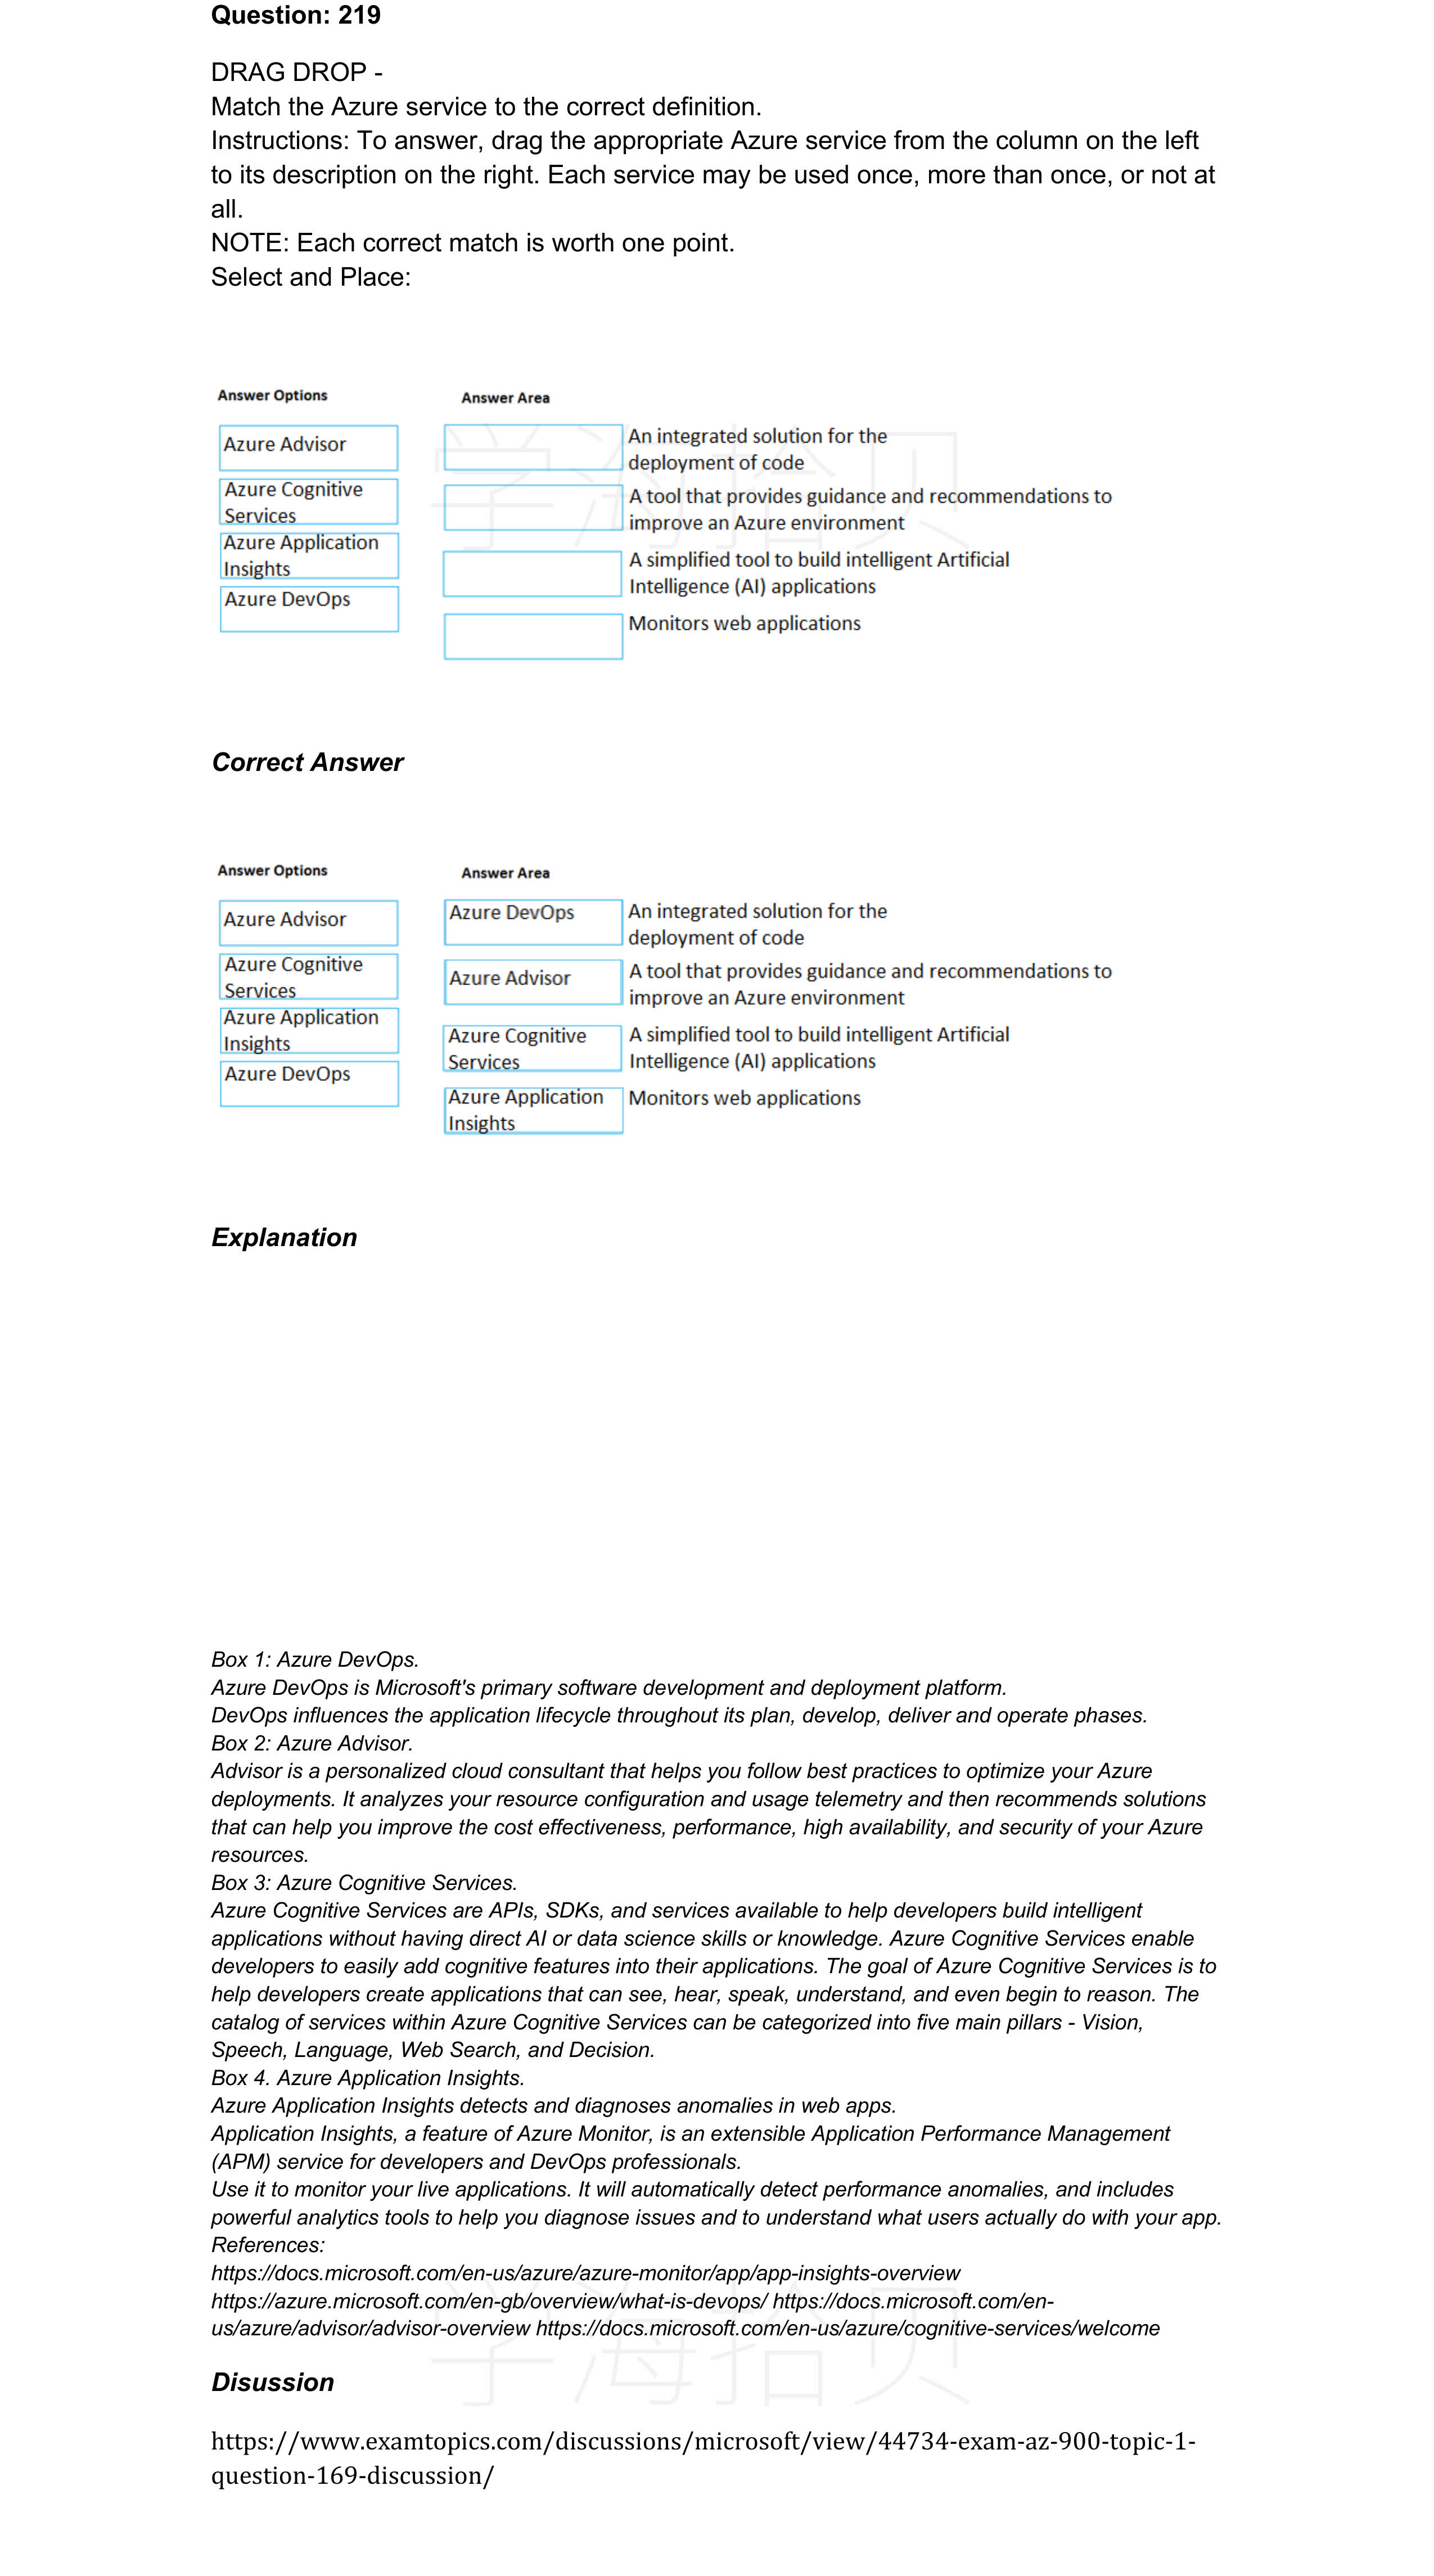 Question: 219
DRAG DROP -
Match the Azure service to the correct definition.
Instructions: To answer, drag the appropriate Azure service from the column on the left
to its description on the right. Each service may be used once, more than once, or not at
all.
NOTE: Each correct match is worth one point.
Select and Place:
Answer Options
Answer Area
学海拾贝
Azure Advisor
Azure Cognitive
Services
Azure Application
Insights
Azure DevOps
An integrated solution for the
deployment of code
A tool that provides guidance and recommendations to
improve an Azure environment
A simplified tool to build intelligent Artificial
Intelligence (AI) applications
Monitors web applications
Correct Answer
Answer Options
Answer Area
Azure Advisor
Azure Cognitive
Services
Azure Application
Insights
Azure DevOps
Azure DevOps
An integrated solution for the
deployment of code
Azure Advisor
A tool that provides guidance and recommendations to
improve an Azure environment
Azure Cognitive
Services
A simplified tool to build intelligent Artificial
Intelligence (AI) applications
Azure Application
Insights
Monitors web applications
Explanation
Box 1: Azure DevOps.
Azure DevOps is Microsoft's primary software development and deployment platform.
DevOps influences the application lifecycle throughout its plan, develop, deliver and operate phases.
Box 2: Azure Advisor.
Advisor is a personalized cloud consultant that helps you follow best practices to optimize your Azure
deployments. It analyzes your resource configuration and usage telemetry and then recommends solutions
that can help you improve the cost effectiveness, performance, high availability, and security of your Azure
resources.
Box 3: Azure Cognitive Services.
Azure Cognitive Services are APIs, SDKs, and services available to help developers build intelligent
applications without having direct AI or data science skills or knowledge. Azure Cognitive Services enable
developers to easily add cognitive features into their applications. The goal of Azure Cognitive Services is to
help developers create applications that can see, hear, speak, understand, and even begin to reason. The
catalog of services within Azure Cognitive Services can be categorized into five main pillars - Vision,
Speech, Language, Web Search, and Decision.
Box 4. Azure Application Insights.
Azure Application Insights detects and diagnoses anomalies in web apps.
Application Insights, a feature of Azure Monitor, is an extensible Application Performance Management
(APM) service for developers and DevOps professionals.
Use it to monitor your live applications. It will automatically detect performance anomalies, and includes
powerful analytics tools to help you diagnose issues and to understand what users actually do with your app.
References:
https://docs.microsoft.com/en-us/azure/azure-monitor/app/app-insights-overview
https://azure.microsoft.com/en-gb/overview/what-is-devops/ https://docs.microsoft.com/en-
us/azure/advisor/advisor-overview https://docs.microsoft.com/en-us/azure/cognitive-services/welcome
学海拾贝
Disussion
https://www.examtopics.com/discussions/microsoft/view/44734-exam-az-900-topic-1-
question-169-discussion/